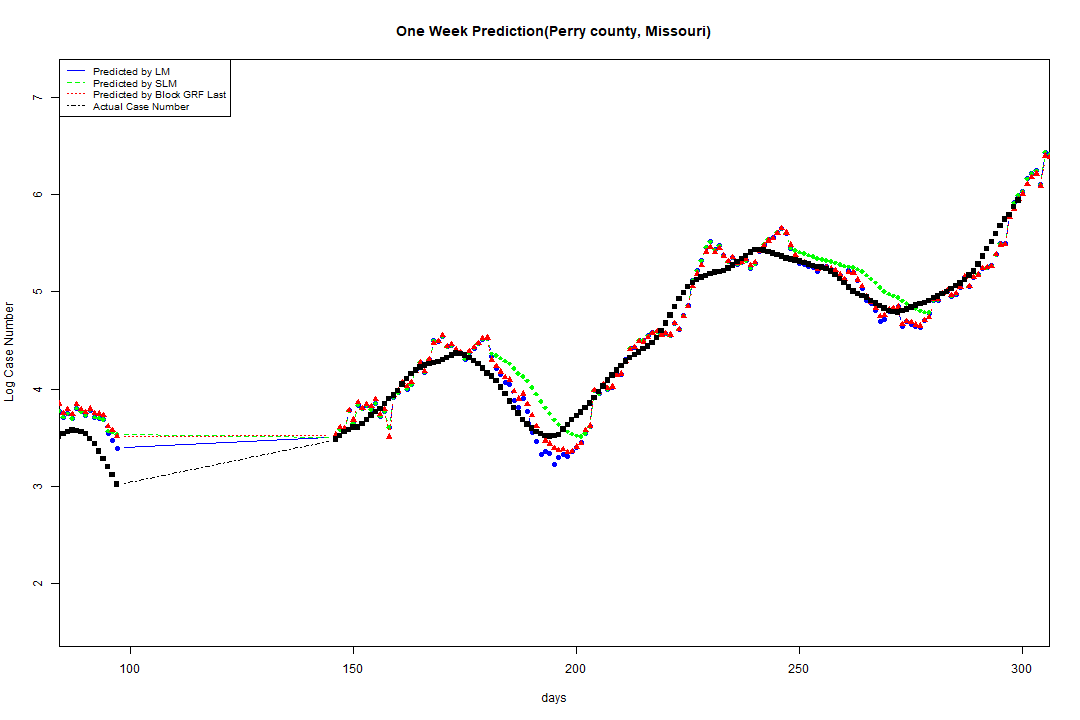 One Week Prediction(Perry county, Missouri)
Predicted by LM
Predicted by SLM
Predicted by Block GRF Last
Actual Case Number
7
6
5
4
3
2
Log Case Number
100 150 200 250 300
days